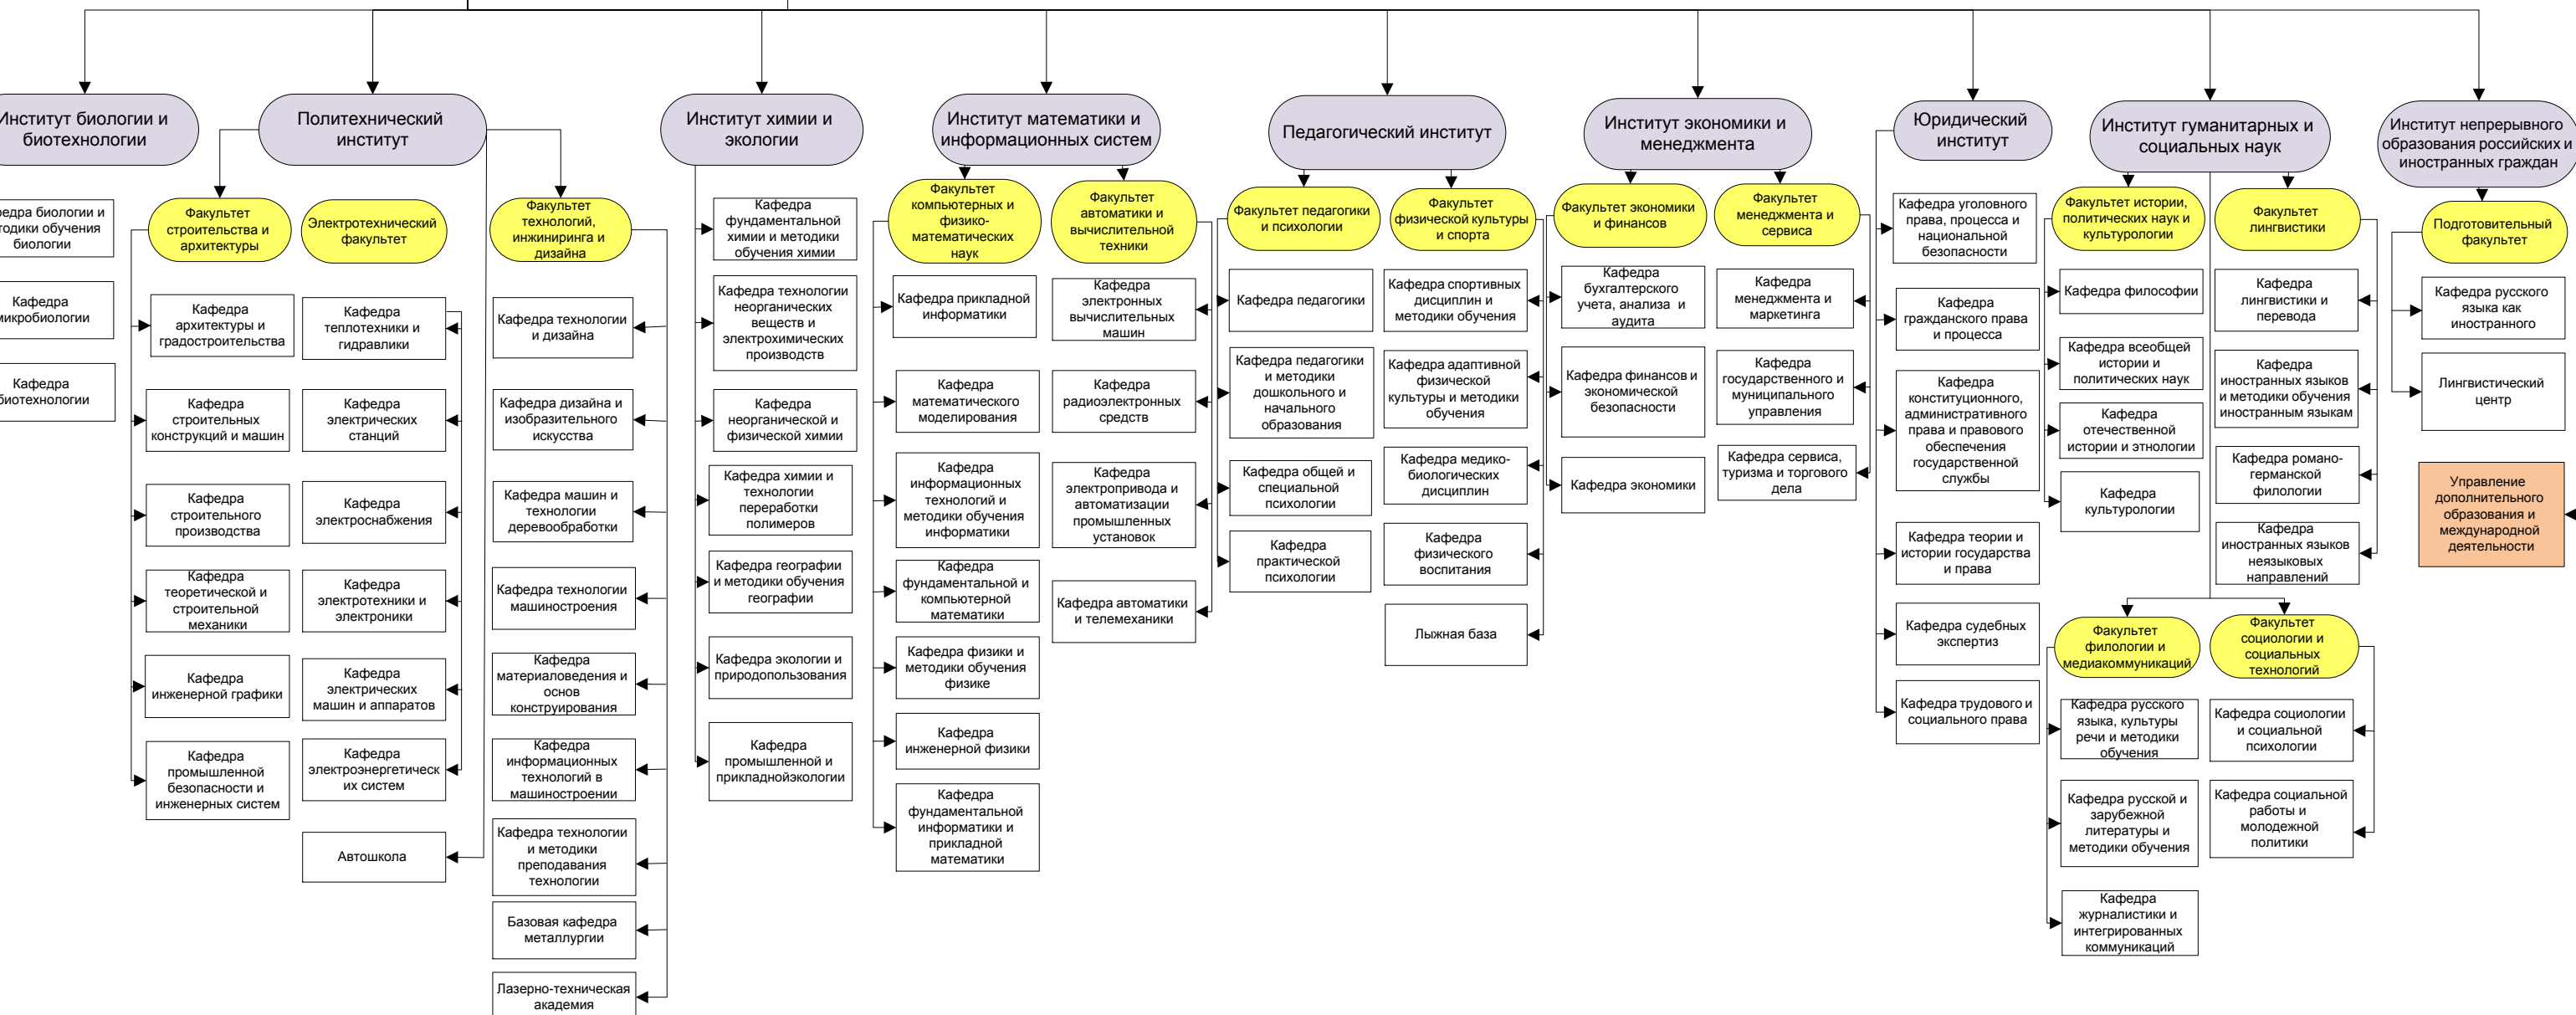 Институт биологии и
биотехнологии
биологии и
обучения
биологии
Кафедра
Кафедра
Политехнический
институт
Факультет
строительства и
архитектуры
Кафедра
архитектуры и
градостроительства
Кафедра
строительных
конструкций и машин
Кафедра
строительного
производства
Кафедра
теоретической и
строительной
механики
Кафедра
инженерной графики
Кафедра
промышленной
безопасности и
инженерных систем
Электротехнический
факультет
Кафедра
теплотехники и
гидравлики
Кафедра
электрических
станций
Кафедра
электроснабжения
Кафедра
электротехники и
электроники
Кафедра
электрических
машин и аппаратов
Кафедра
электроэнергетическ
их систем
Автошкола
Факультет
технологий,
инжиниринга и
дизайна
Кафедра технологии
и дизайна
Кафедра дизайна и
изобразительного
искусства
Кафедра машин и
технологии
деревообработки
Кафедра технологии
машиностроения
Кафедра
материаловедения и
основ
конструирования
Кафедра
информационных
технологий в
машиностроении
Кафедра технологии
и методики
преподавания
технологии
Базовая кафедра
металлургии
Лазерно-техническая
академия
Институт химии и
экологии
Кафедра
фундаментальной
химии и методики
обучения химии
Кафедра технологии
неорганических
веществ и
электрохимических
производств
Кафедра
неорганической и
физической химии
Кафедра химии и
технологии
переработки
полимеров
Кафедра географии
и методики обучения
географии
Кафедра экологии и
природопользования
Кафедра
промышленной и
прикладнойэкологии
Институт математики и
информационных систем
Факультет
компьютерных и
физико-
математических
наук
Кафедра прикладной
информатики
Кафедра
математического
моделирования
Кафедра
информационных
технологий и
методики обучения
информатики
Кафедра
фундаментальной и
компьютерной
математики
Кафедра физики и
методики обучения
физике
Кафедра
инженерной физики
Кафедра
фундаментальной
информатики и
прикладной
математики
Факультет
автоматики и
вычислительной
техники
Кафедра
электронных
вычислительных
машин
Кафедра
радиоэлектронных
средств
Кафедра
электропривода и
автоматизации
промышленных
установок
Кафедра автоматики
и телемеханики
Педагогический институт
Факультет педагогики
и психологии
Кафедра педагогики
Кафедра педагогики
и методики
дошкольного и
начального
образования
Кафедра общей и
специальной
психологии
Кафедра
практической
психологии
Факультет
физической культуры
и спорта
Кафедра спортивных
дисциплин и
методики обучения
Кафедра адаптивной
физической
культуры и методики
обучения
Кафедра медико-
биологических
дисциплин
Кафедра
физического
воспитания
Лыжная база
Институт экономики и
менеджмента
Факультет экономики
и финансов
Кафедра
бухгалтерского
учета, анализа и
аудита
Кафедра финансов и
экономической
безопасности
Кафедра экономики
Факультет
менеджмента и
сервиса
Кафедра
менеджмента и
маркетинга
Кафедра
государственного и
муниципального
управления
Кафедра сервиса,
туризма и торгового
дела
Юридический
институт
Кафедра уголовного
права, процесса и
национальной
безопасности
Кафедра
гражданского права
и процесса
Кафедра
конституционного,
административного
права и правового
обеспечения
государственной
службы
Кафедра теории и
истории государства
и права
Кафедра судебных
экспертиз
Кафедра трудового и
социального права
Институт гуманитарных и
социальных наук
Факультет истории,
политических наук и
культурологии
Кафедра философии
Кафедра всеобщей
истории и
политических наук
Кафедра
отечественной
истории и этнологии
Кафедра
культурологии
Факультет
лингвистики
Кафедра
лингвистики и
перевода
Кафедра
иностранных языков
и методики обучения
иностранным языкам
Кафедра романо-
германской
филологии
Кафедра
иностранных языков
неязыковых
направлений
Факультет
филологии и
медиакоммуникаций
Кафедра русского
языка, культуры
речи и методики
обучения
Кафедра русской и
зарубежной
литературы и
методики обучения
Кафедра
журналистики и
интегрированных
коммуникаций
Факультет
социологии и
социальных
технологий
Кафедра социологии
и социальной
психологии
Кафедра социальной
работы и
молодежной
политики
Институт непрерывного
образования российских и
иностранных граждан
Подготовительный
факультет
Кафедра русского
языка как
иностранного
Лингвистический
центр
Управление
дополнительного
образования и
международной
деятельности